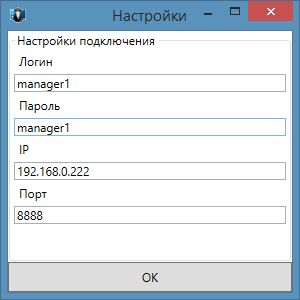 Настройки
Настройки подключения
Логин
manager1
Пароль
manager1
IP
192.168.0.222
Порт
8888
OK